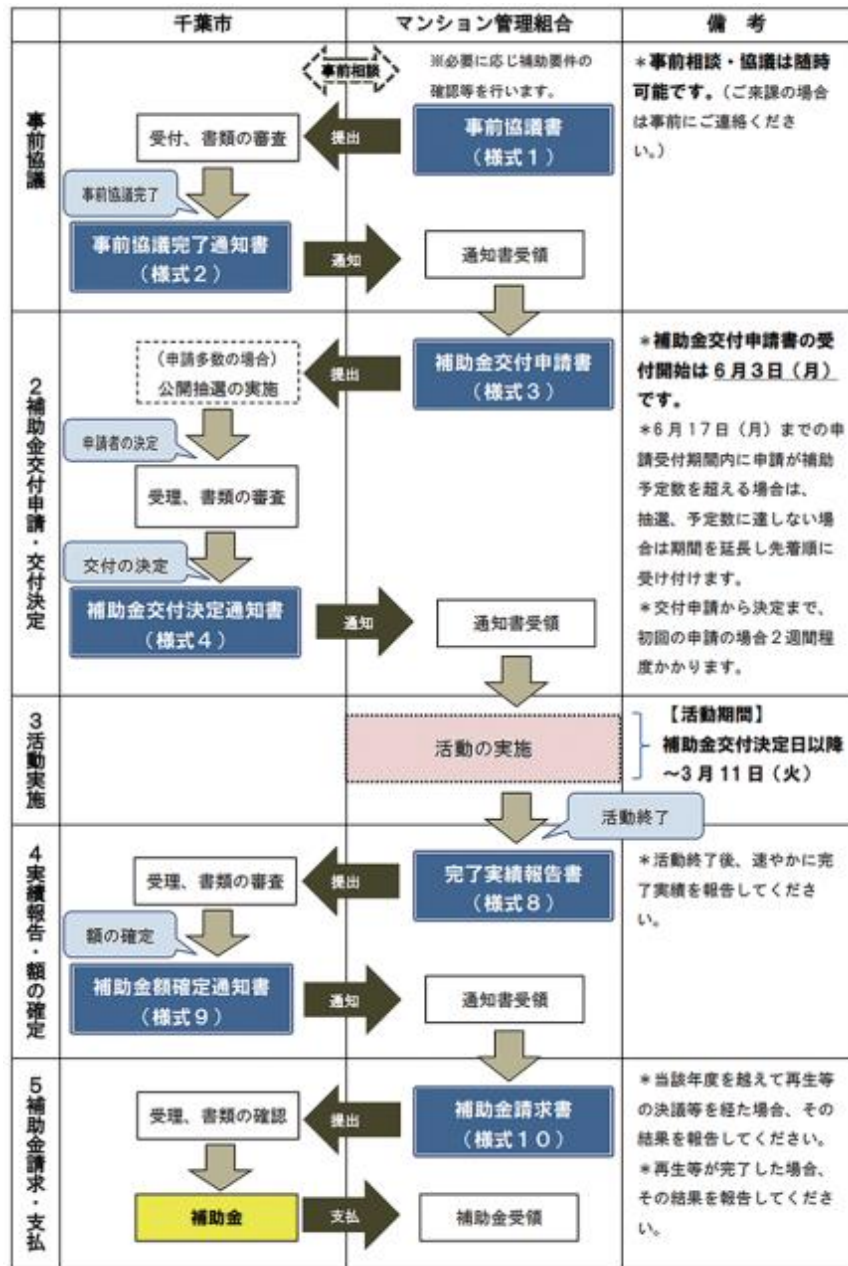 千葉市
マンション管理組合
備 考
事前協議
事前相談
※必要に応じ補助要件の
確認等を行います。
＊事前相談・協議は随時
可能です。（ご来課の場合
は事前にご連絡くださ
い。）
受付、書類の審査
提出
事前協議書
（様式１）
事前協議完了
事前協議完了通知書
（様式２）
通知
通知書受領
２補助金交付申請・交付決定
（申請多数の場合）
公開抽選の実施
提出
補助金交付申請書
（様式３）
＊補助金交付申請書の受
付開始は６月３日（月）
です。
＊６月１７日（月）までの申
請受付期間内に申請が補助
予定数を超える場合は、
抽選、予定数に達しない場
合は期間を延長し先着順に
受け付けます。
＊交付申請から決定まで、
初回の申請の場合２週間程
度かかります。
申請者の決定
受理、書類の審査
交付の決定
補助金交付決定通知書
（様式４）
通知
通知書受領
３活動実施
活動の実施
【活動期間】
補助金交付決定日以降
～3月11日（火）
活動終了
４実績報告・額の確定
受理、書類の審査
提出
完了実績報告書
（様式８）
＊活動終了後、速やかに完
了実績を報告してくださ
い。
額の確定
補助金額確定通知書
（様式９）
通知
通知書受領
５補助金請求・支払
受理、書類の確認
提出
補助金請求書
（様式１０）
＊当該年度を越えて再生等
の決議等を経た場合、その
結果を報告してください。
＊再生等が完了した場合、
その結果を報告してくださ
い。
補助金
支払
補助金受領